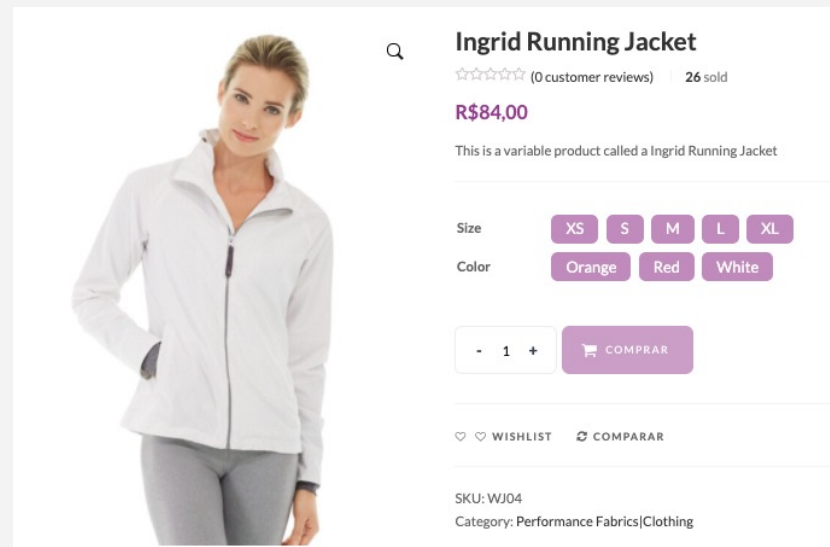 Ingrid Running Jacket
(0 customer reviews) 26 sold
R$84,00
This is a variable product called a Ingrid Running Jacket
Size XS S M L XL
Color Orange Red White
- 1 + COMPRAR
WISHLIST COMPARAR
SKU: WJ04
Category: Performance Fabrics|Clothing